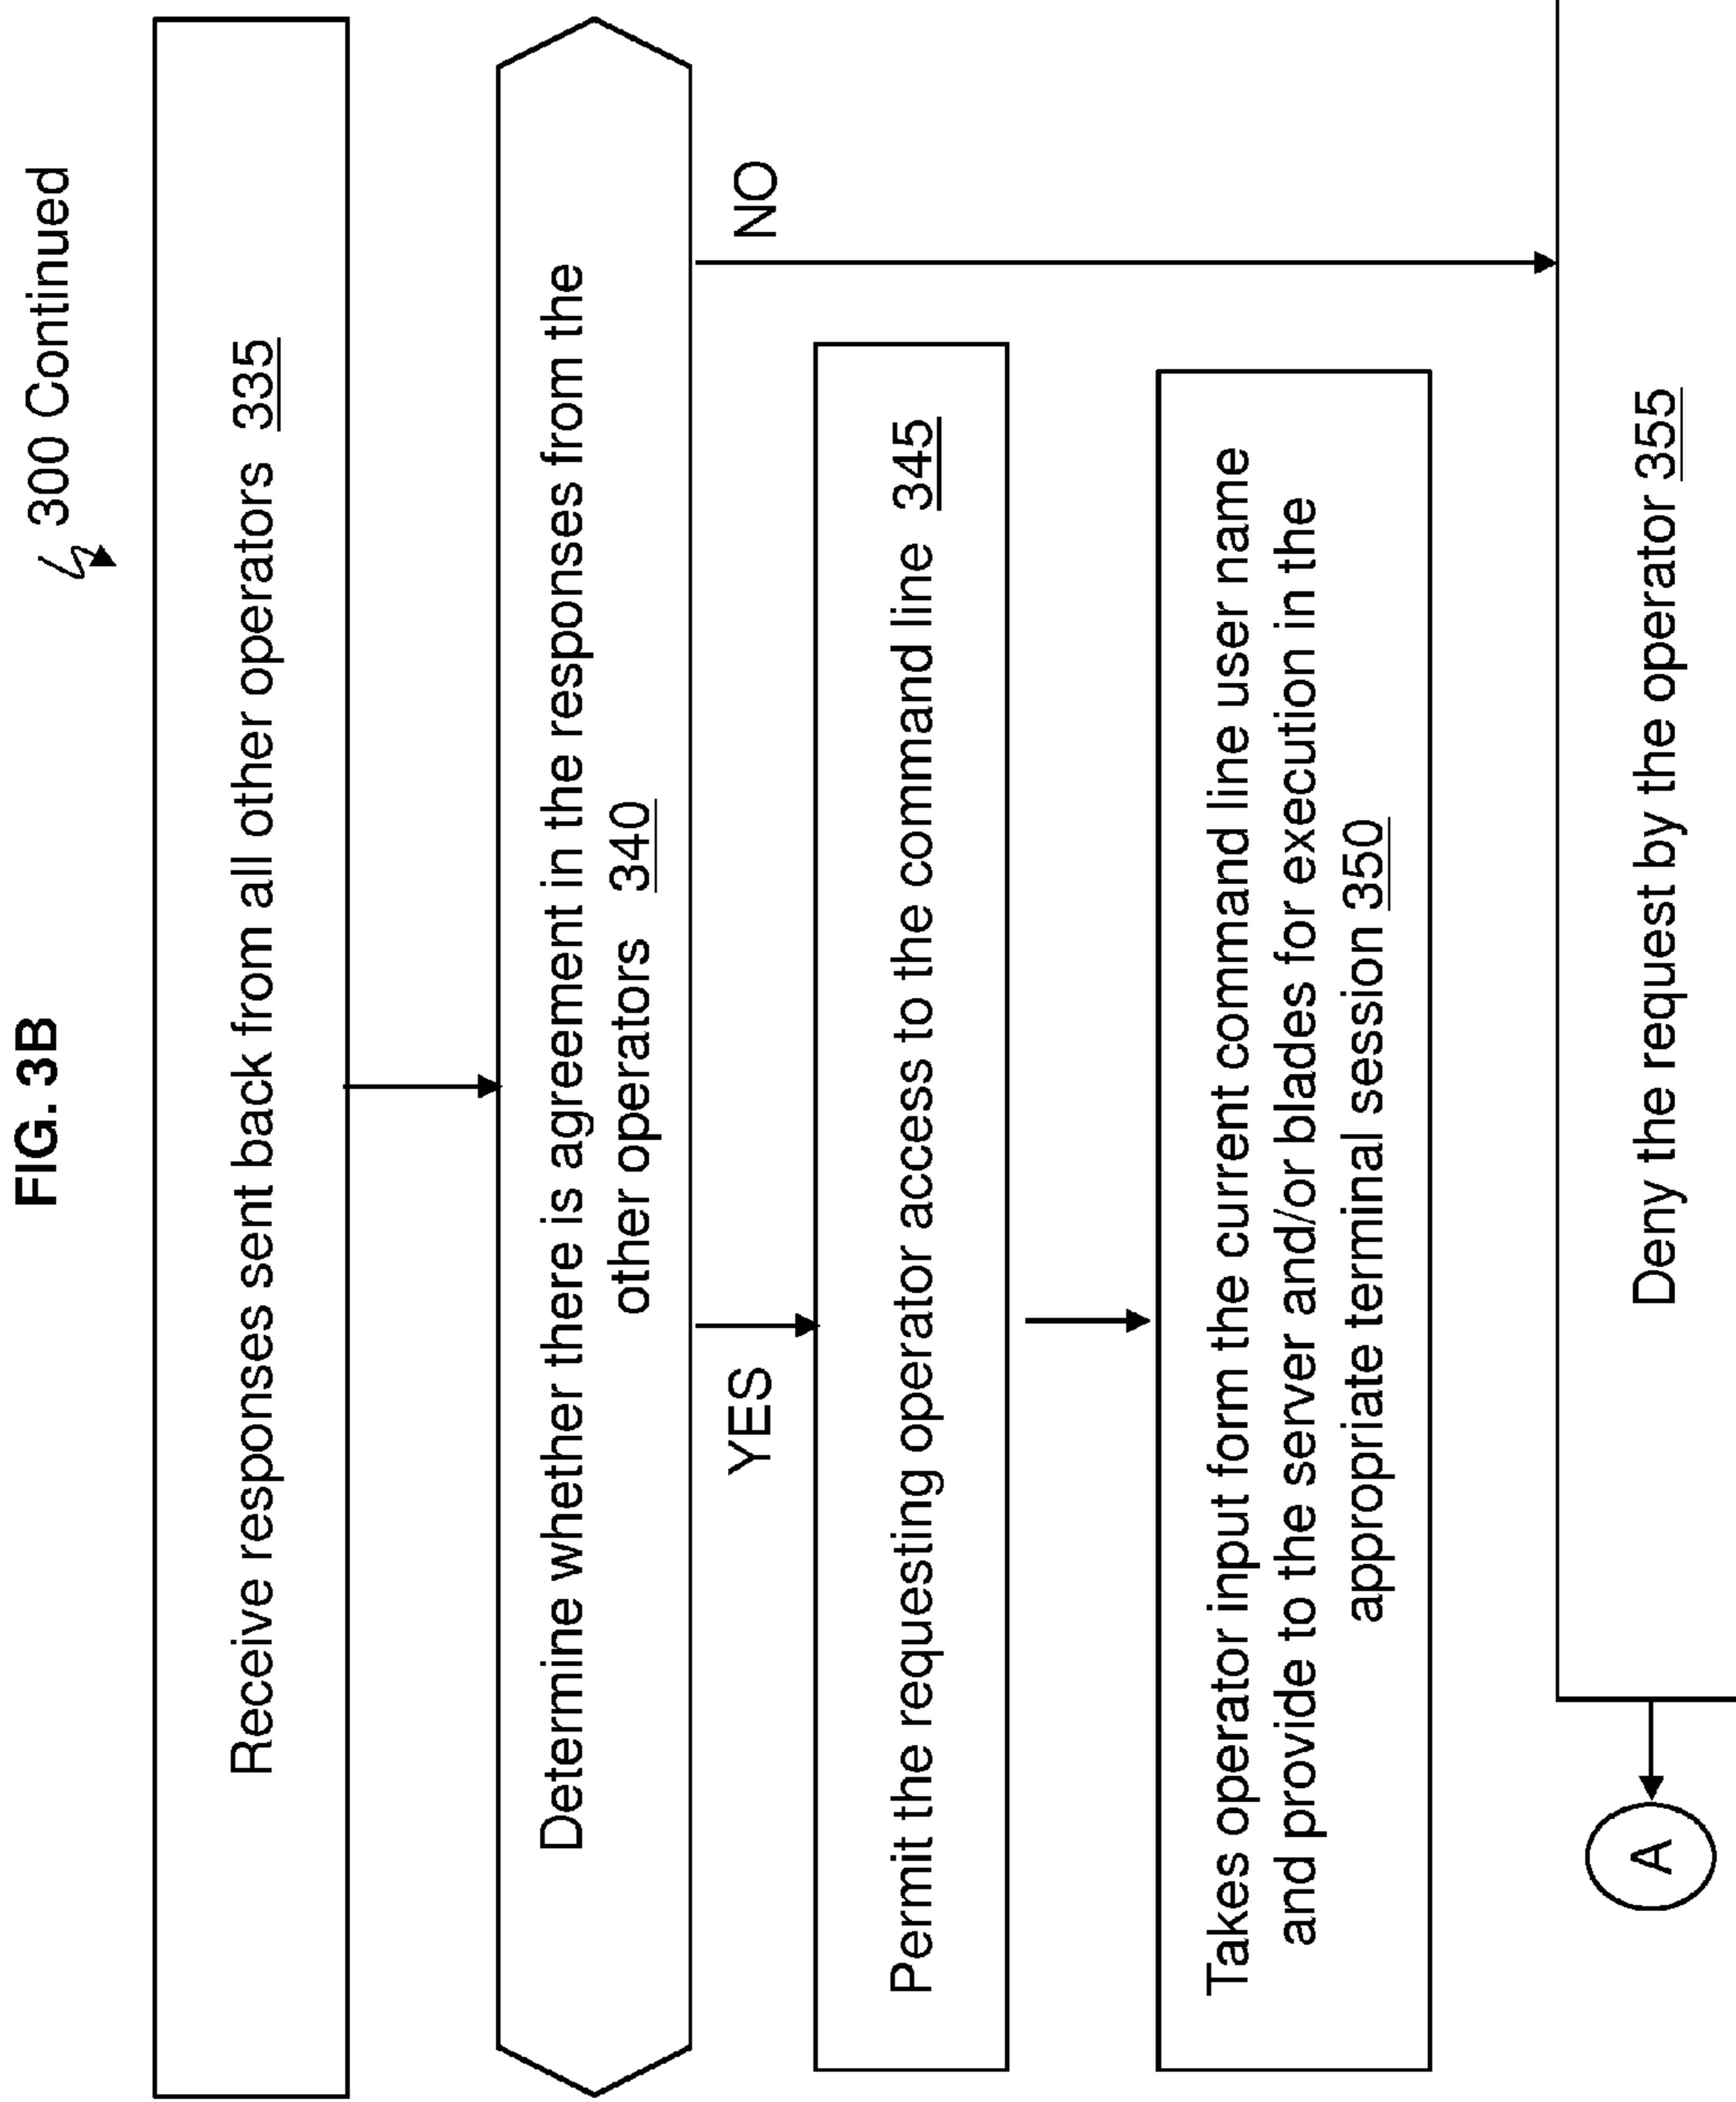 FIG. 3B
300 Continued
Receive responses sent back from all other operators 335
Determine whether there is agreement in the responses from the
other operators 340
YES
NO
Permit the requesting operator access to the command line 345
Takes operator input form the current command line user name
and provide to the server and/or blades for execution in the
appropriate terminal session 350
Deny the request by the operator 355
A